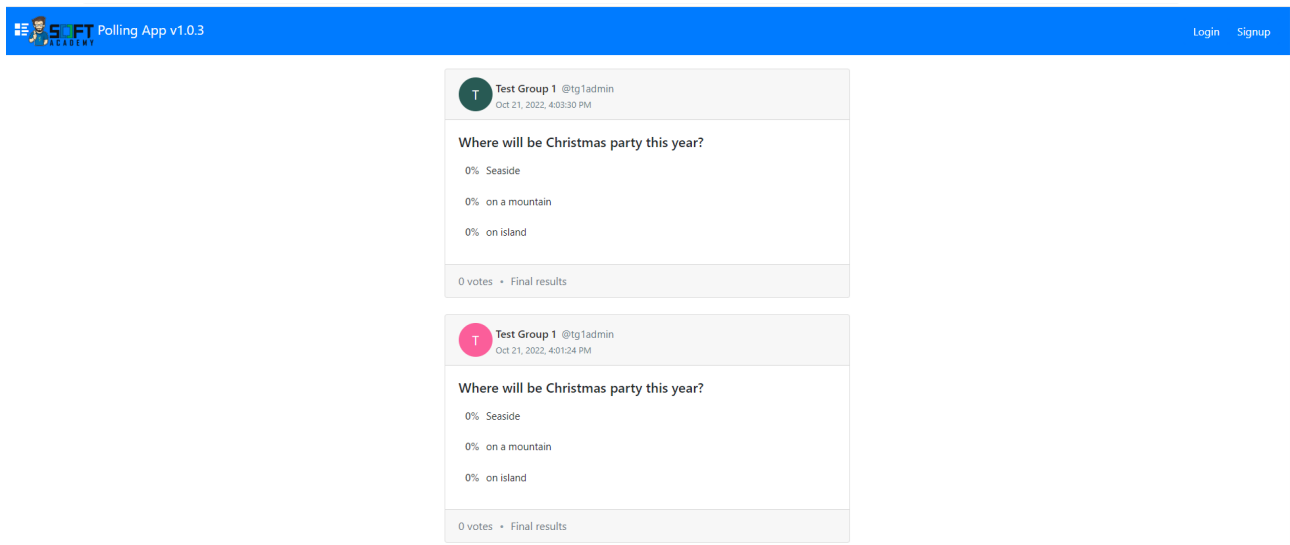 SOFT ACADEMY Polling App v1.0.3 Login Signup
T Test Group 1 @tg1admin
Oct 21, 2022, 4:03:30 PM
Where will be Christmas party this year?
0% Seaside
0% on a mountain
0% on island
0 votes • Final results
T Test Group 1 @tg1admin
Oct 21, 2022, 4:01:24 PM
Where will be Christmas party this year?
0% Seaside
0% on a mountain
0% on island
0 votes • Final results